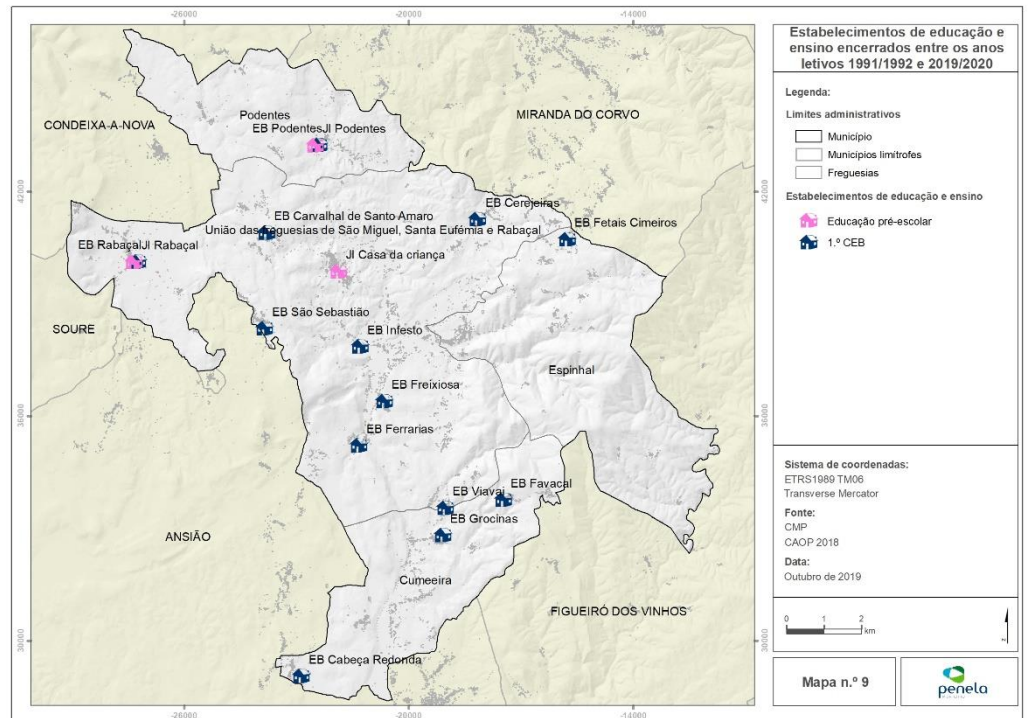 -26000
-20000
-14000
Estabelecimentos de educação e
ensino encerrados entre os anos
letivos 1991/1992 e 2019/2020
Legenda:
Limites administrativos
Município
Municípios limítrofes
Freguesias
Estabelecimentos de educação e ensino
Educação pré-escolar
1.º CEB
CONDEIXA-A-NOVA
Podentes
EB Podentes JI Podentes
MIRANDA DO CORVO
42000
42000
EB Cerejeiras
EB Carvalhal de Santo Amaro
EB Fetais Cimeiros
União das freguesias de São Miguel, Santa Eufémia e Rabaçal
EB Rabaçal JI Rabaçal
JI Casa da criança
SOURE
EB São Sebastião
EB Infesto
Espinhal
EB Freixiosa
36000
36000
EB Ferrarias
EB Viavai
EB Favacal
EB Grocinas
ANSIÃO
Cumeeira
FIGUEIRÓ DOS VINHOS
30000
30000
EB Cabeça Redonda
-26000
-20000
-14000
Sistema de coordenadas:
ETRS1989 TM06
Transverse Mercator
Fonte:
CMP
CAOP 2018
Data:
Outubro de 2019
0 1 2
km
Mapa n.º 9
penela